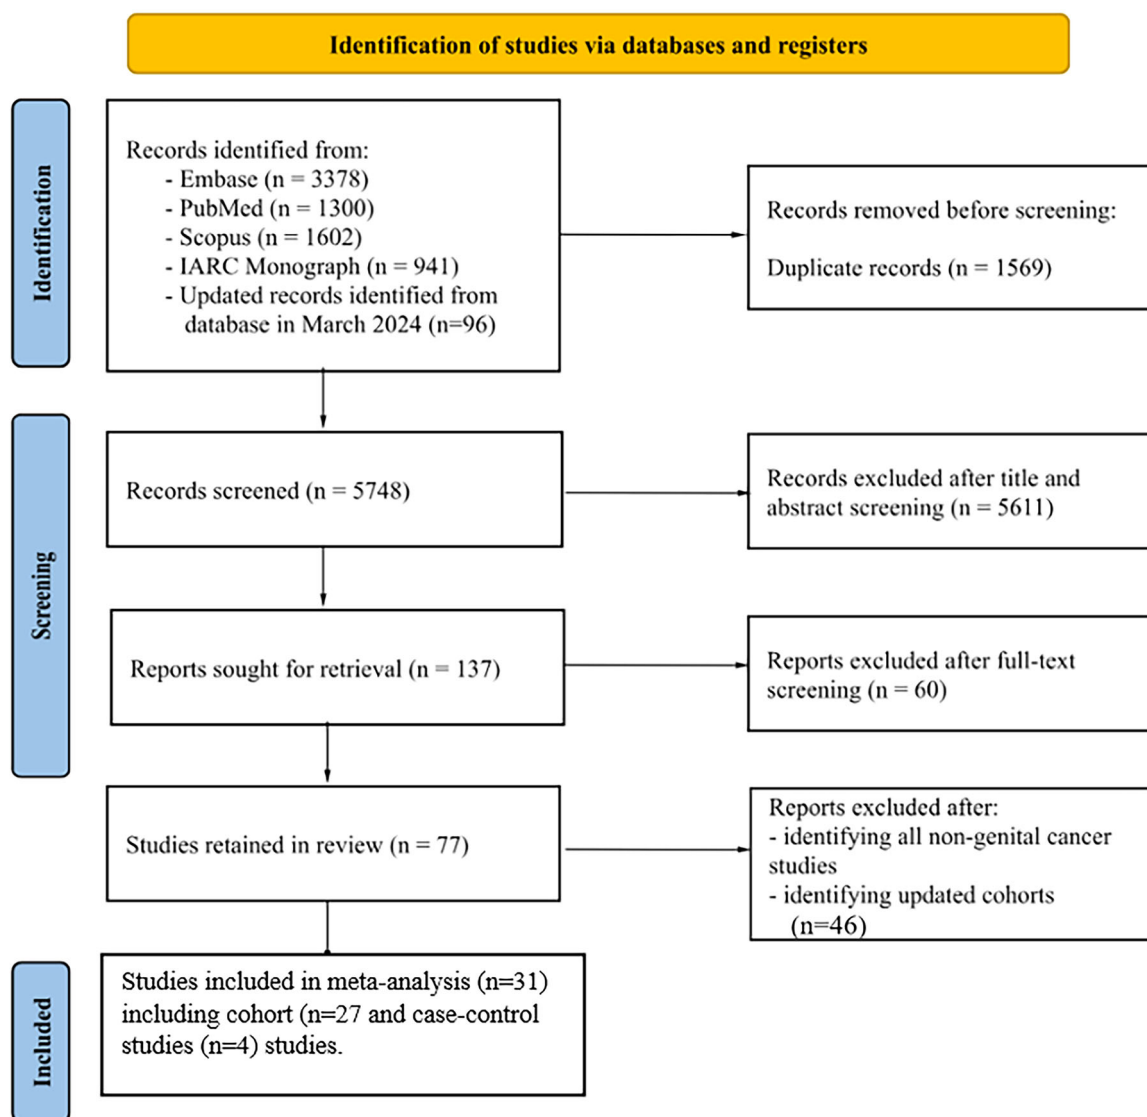 Identification of studies via databases and registers
Identification
Records identified from:
- Embase (n = 3378)
- PubMed (n = 1300)
- Scopus (n = 1602)
- IARC Monograph (n = 941)
- Updated records identified from
database in March 2024 (n=96)
Records removed before screening:
Duplicate records (n = 1569)
Screening
Records screened (n = 5748)
Records excluded after title and
abstract screening (n = 5611)
Reports sought for retrieval (n = 137)
Reports excluded after full-text
screening (n = 60)
Studies retained in review (n = 77)
Reports excluded after:
- identifying all non-genital cancer
studies
- identifying updated cohorts
(n=46)
Included
Studies included in meta-analysis (n=31)
including cohort (n=27 and case-control
studies (n=4) studies.